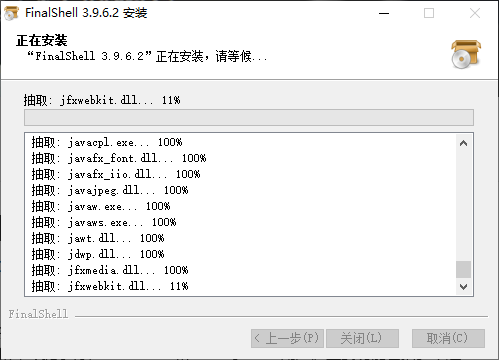 FinalShell 3.9.6.2 安装
正在安装
“FinalShell 3.9.6.2”正在安装，请等候...
抽取: jfxwebkit.dll... 11%
抽取: javacpl.exe... 100%
抽取: javafx_font.dll... 100%
抽取: javafx_iio.dll... 100%
抽取: javajpeg.dll... 100%
抽取: javaw.exe... 100%
抽取: javaws.exe... 100%
抽取: jawt.dll... 100%
抽取: jdwp.dll... 100%
抽取: jfxmedia.dll... 100%
抽取: jfxwebkit.dll... 11%
FinalShell
< 上一步(P) 关闭(L) 取消(C)